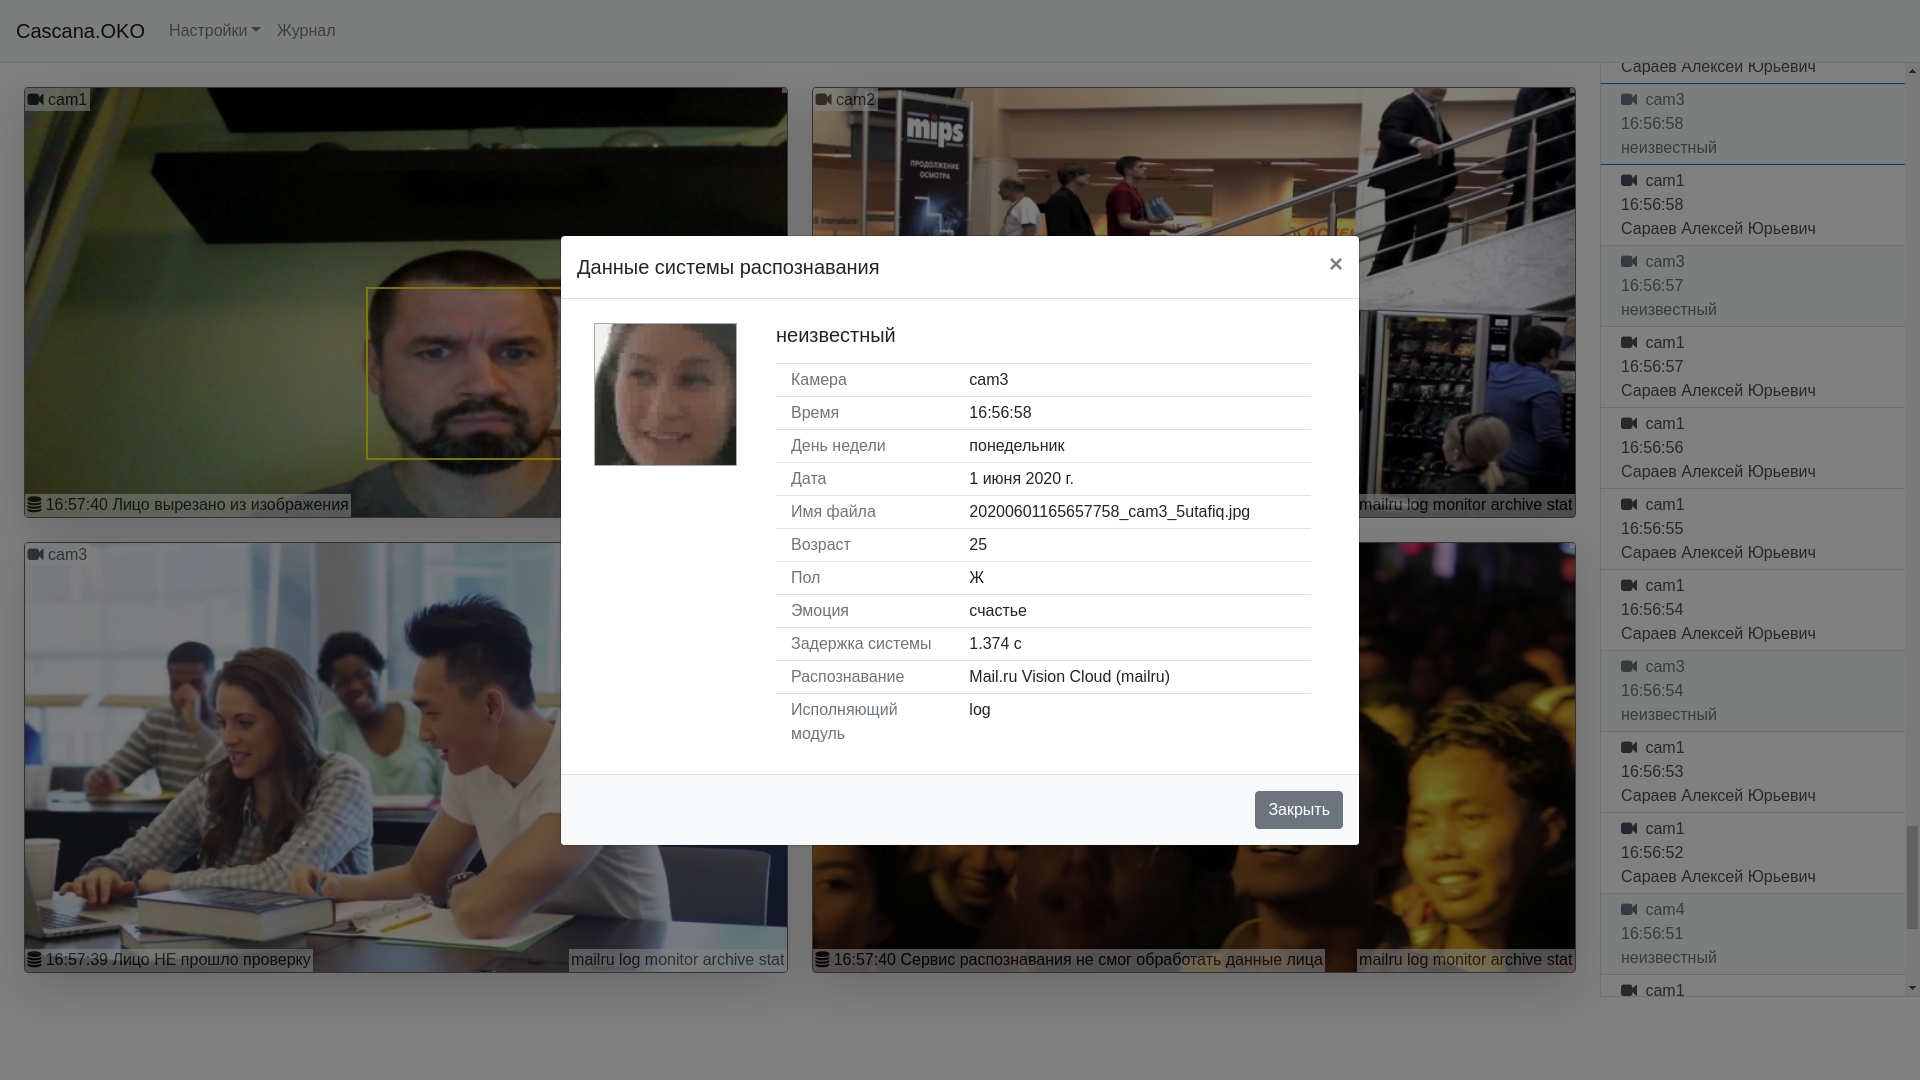 Cascana.OKO
Настройки
Журнал
cam1
cam2
mips
ПРОДОЛЖЕНИЕ
ОСМОТРА
International
16:57:40 Лицо вырезано из изображения
mailru log monitor archive stat
cam3
16:57:39 Лицо НЕ прошло проверку
mailru log monitor archive stat
16:57:40 Сервис распознавания не смог обработать данные лица
mailru log monitor archive stat
Данные системы распознавания
×
неизвестный
Камера cam3
Время 16:56:58
День недели понедельник
Дата 1 июня 2020 г.
Имя файла 20200601165657758_cam3_5utafiq.jpg
Возраст 25
Пол Ж
Эмоция счастье
Задержка системы 1.374 с
Распознавание Mail.ru Vision Cloud (mailru)
Исполняющий log
модуль
Закрыть
Сараев Алексей Юрьевич
cam3
16:56:58
неизвестный
cam1
16:56:58
Сараев Алексей Юрьевич
cam3
16:56:57
неизвестный
cam1
16:56:57
Сараев Алексей Юрьевич
cam1
16:56:56
Сараев Алексей Юрьевич
cam1
16:56:55
Сараев Алексей Юрьевич
cam1
16:56:54
Сараев Алексей Юрьевич
cam3
16:56:54
неизвестный
cam1
16:56:53
Сараев Алексей Юрьевич
cam1
16:56:52
Сараев Алексей Юрьевич
cam4
16:56:51
неизвестный
cam1